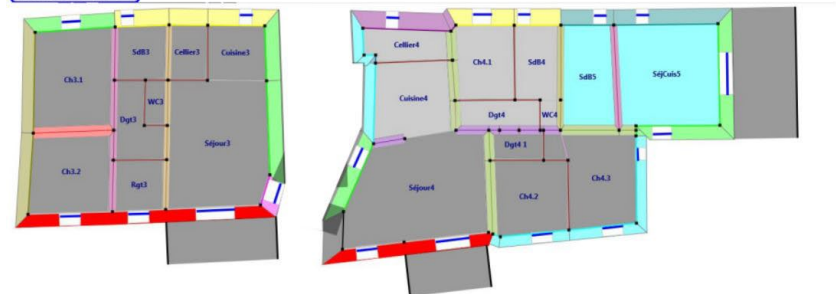 SdB3
Cellier3
Cuisine3
Ch3.1
WC3
Dgt3
Séjour3
Ch3.2
Rgt3
Cellier4
Ch4.1
SdB4
SdB5
SéjCuis5
Cuisine4
Dgt4
WC4
Dgt4 1
Séjour4
Ch4.2
Ch4.3